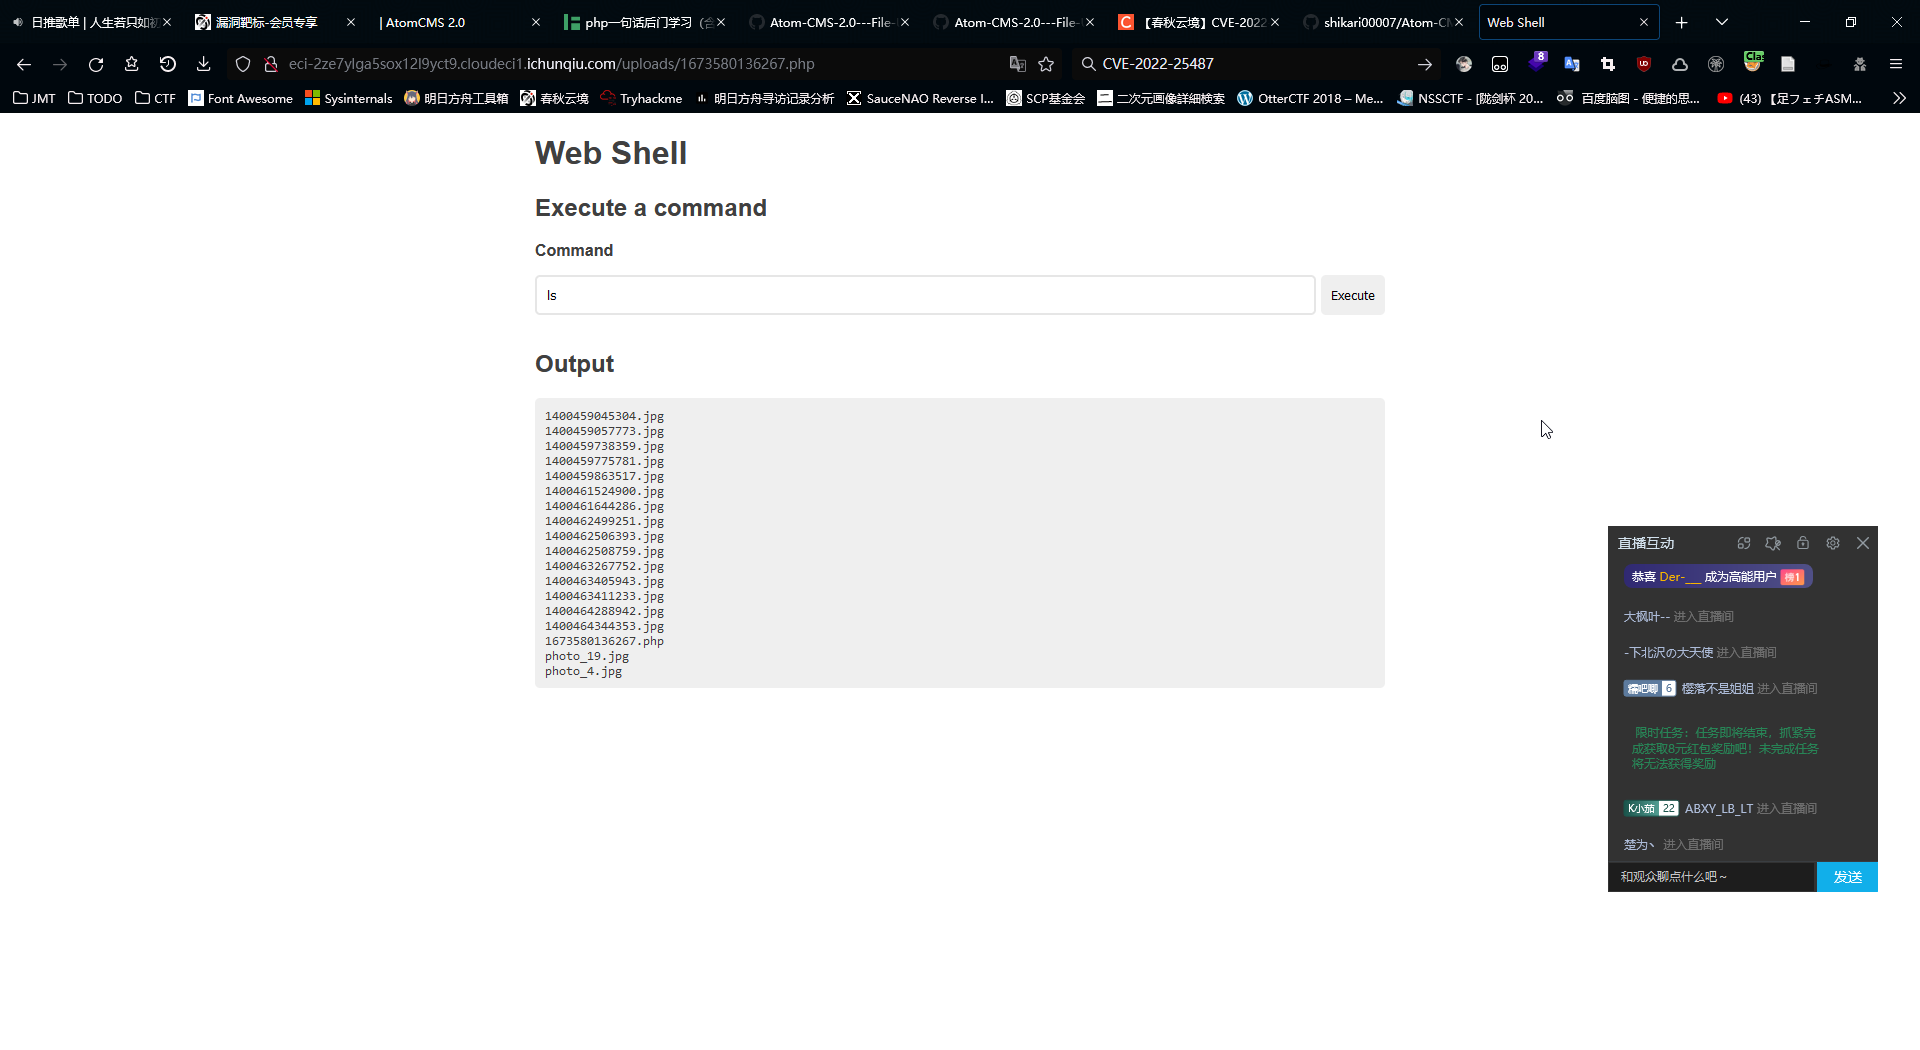 日推歌单 | 人生若只如初
漏洞靶标-会员专享
| AtomCMS 2.0
php一句话后门学习（含
Atom-CMS-2.0---File-
Atom-CMS-2.0---File-
【春秋云境】CVE-2022
shikari00007/Atom-CM
Web Shell
eci-2ze7ylga5sox12l9yct9.cloudeci1.ichunqiu.com/uploads/1673580136267.php
CVE-2022-25487
8
JMT
TODO
CTF
Font Awesome
Sysinternals
明日方舟工具箱
春秋云境
Tryhackme
明日方舟寻访记录分析
SauceNAO Reverse I...
SCP基金会
二次元画像詳細検索
OtterCTF 2018 – Me...
NSSCTF - [陇剑杯 20...
百度脑图 - 便捷的思...
(43) 【足フェチASM...
Web Shell
Execute a command
Command
ls
Execute
Output
1400459045304.jpg
1400459057773.jpg
1400459738359.jpg
1400459775781.jpg
1400459863517.jpg
1400461524900.jpg
1400461644286.jpg
1400462499251.jpg
1400462506393.jpg
1400462508759.jpg
1400463267752.jpg
1400463405943.jpg
1400463411233.jpg
1400464288942.jpg
1400464344353.jpg
1673580136267.php
photo_19.jpg
photo_4.jpg
直播互动
恭喜 Der-___ 成为高能用户 榜1
大枫叶-- 进入直播间
-下北沢の大天使 进入直播间
6 樱落不是姐姐 进入直播间
限时任务：任务即将结束，抓紧完
成获取8元红包奖励吧！未完成任务
将无法获得奖励
K小茄 22 ABXY_LB_LT 进入直播间
楚为丶 进入直播间
和观众聊点什么吧～
发送